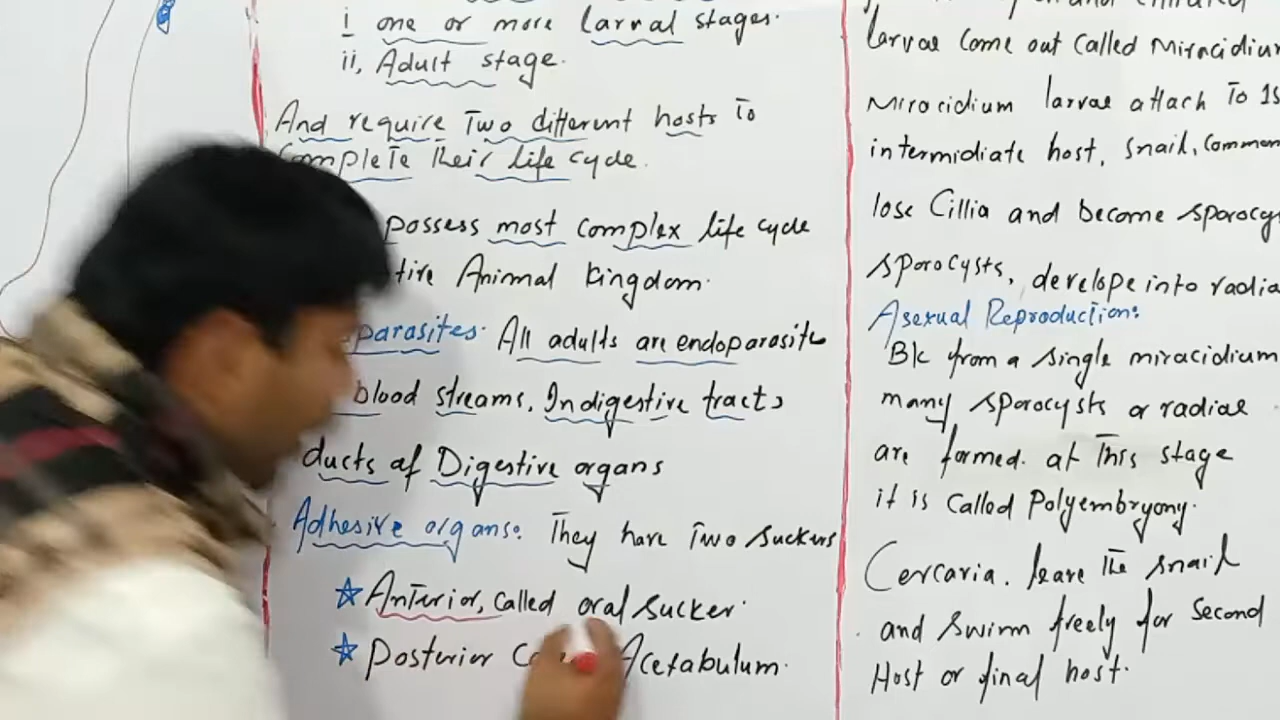 i one or more larval stages.
ii, Adult stage.
And require Two different hosts To
Complete their life cycle.
possess most complex life cycle
Animal kingdom.
parasites. All adults are endoparasite
blood streams, Indigestive tracts
ducts of Digestive organs
Adhesive organs: They have Two suckers
☆ Anterior, called oral sucker.
☆ Posterior Acetabulum.
larvae come out called Miracidium
Miracidium larvae attach To 1s
intermidiate host, snail, common
lose Cillia and become sporocys
sporocysts, develope into radia
Asexual Reproduction:
BK from a single miracidium
many sporocysts or radiae
are formed. at This stage
it is called Polyembryony.
Cercaria. leave The snail
and swim freely for second
Host or final host.